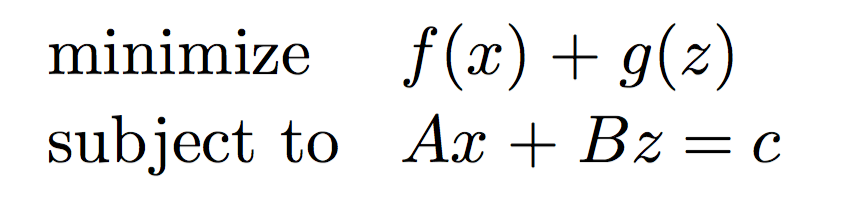 minimize f(x) + g(z)
subject to Ax + Bz = c